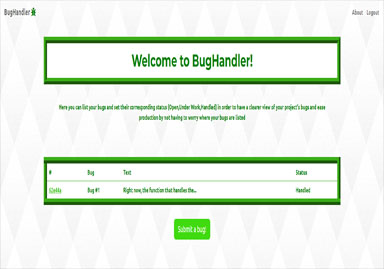 BugHandler
About Logout
Welcome to BugHandler!
Here you can list your bugs and set their corresponding status (Open,Under Work,Handled) in order to have a clearer view of your project's bugs and ease
production by not having to worry where your bugs are listed
# Bug Text Status
Bug #1 Right now, the function that handles the... Handled
Submit a bug!